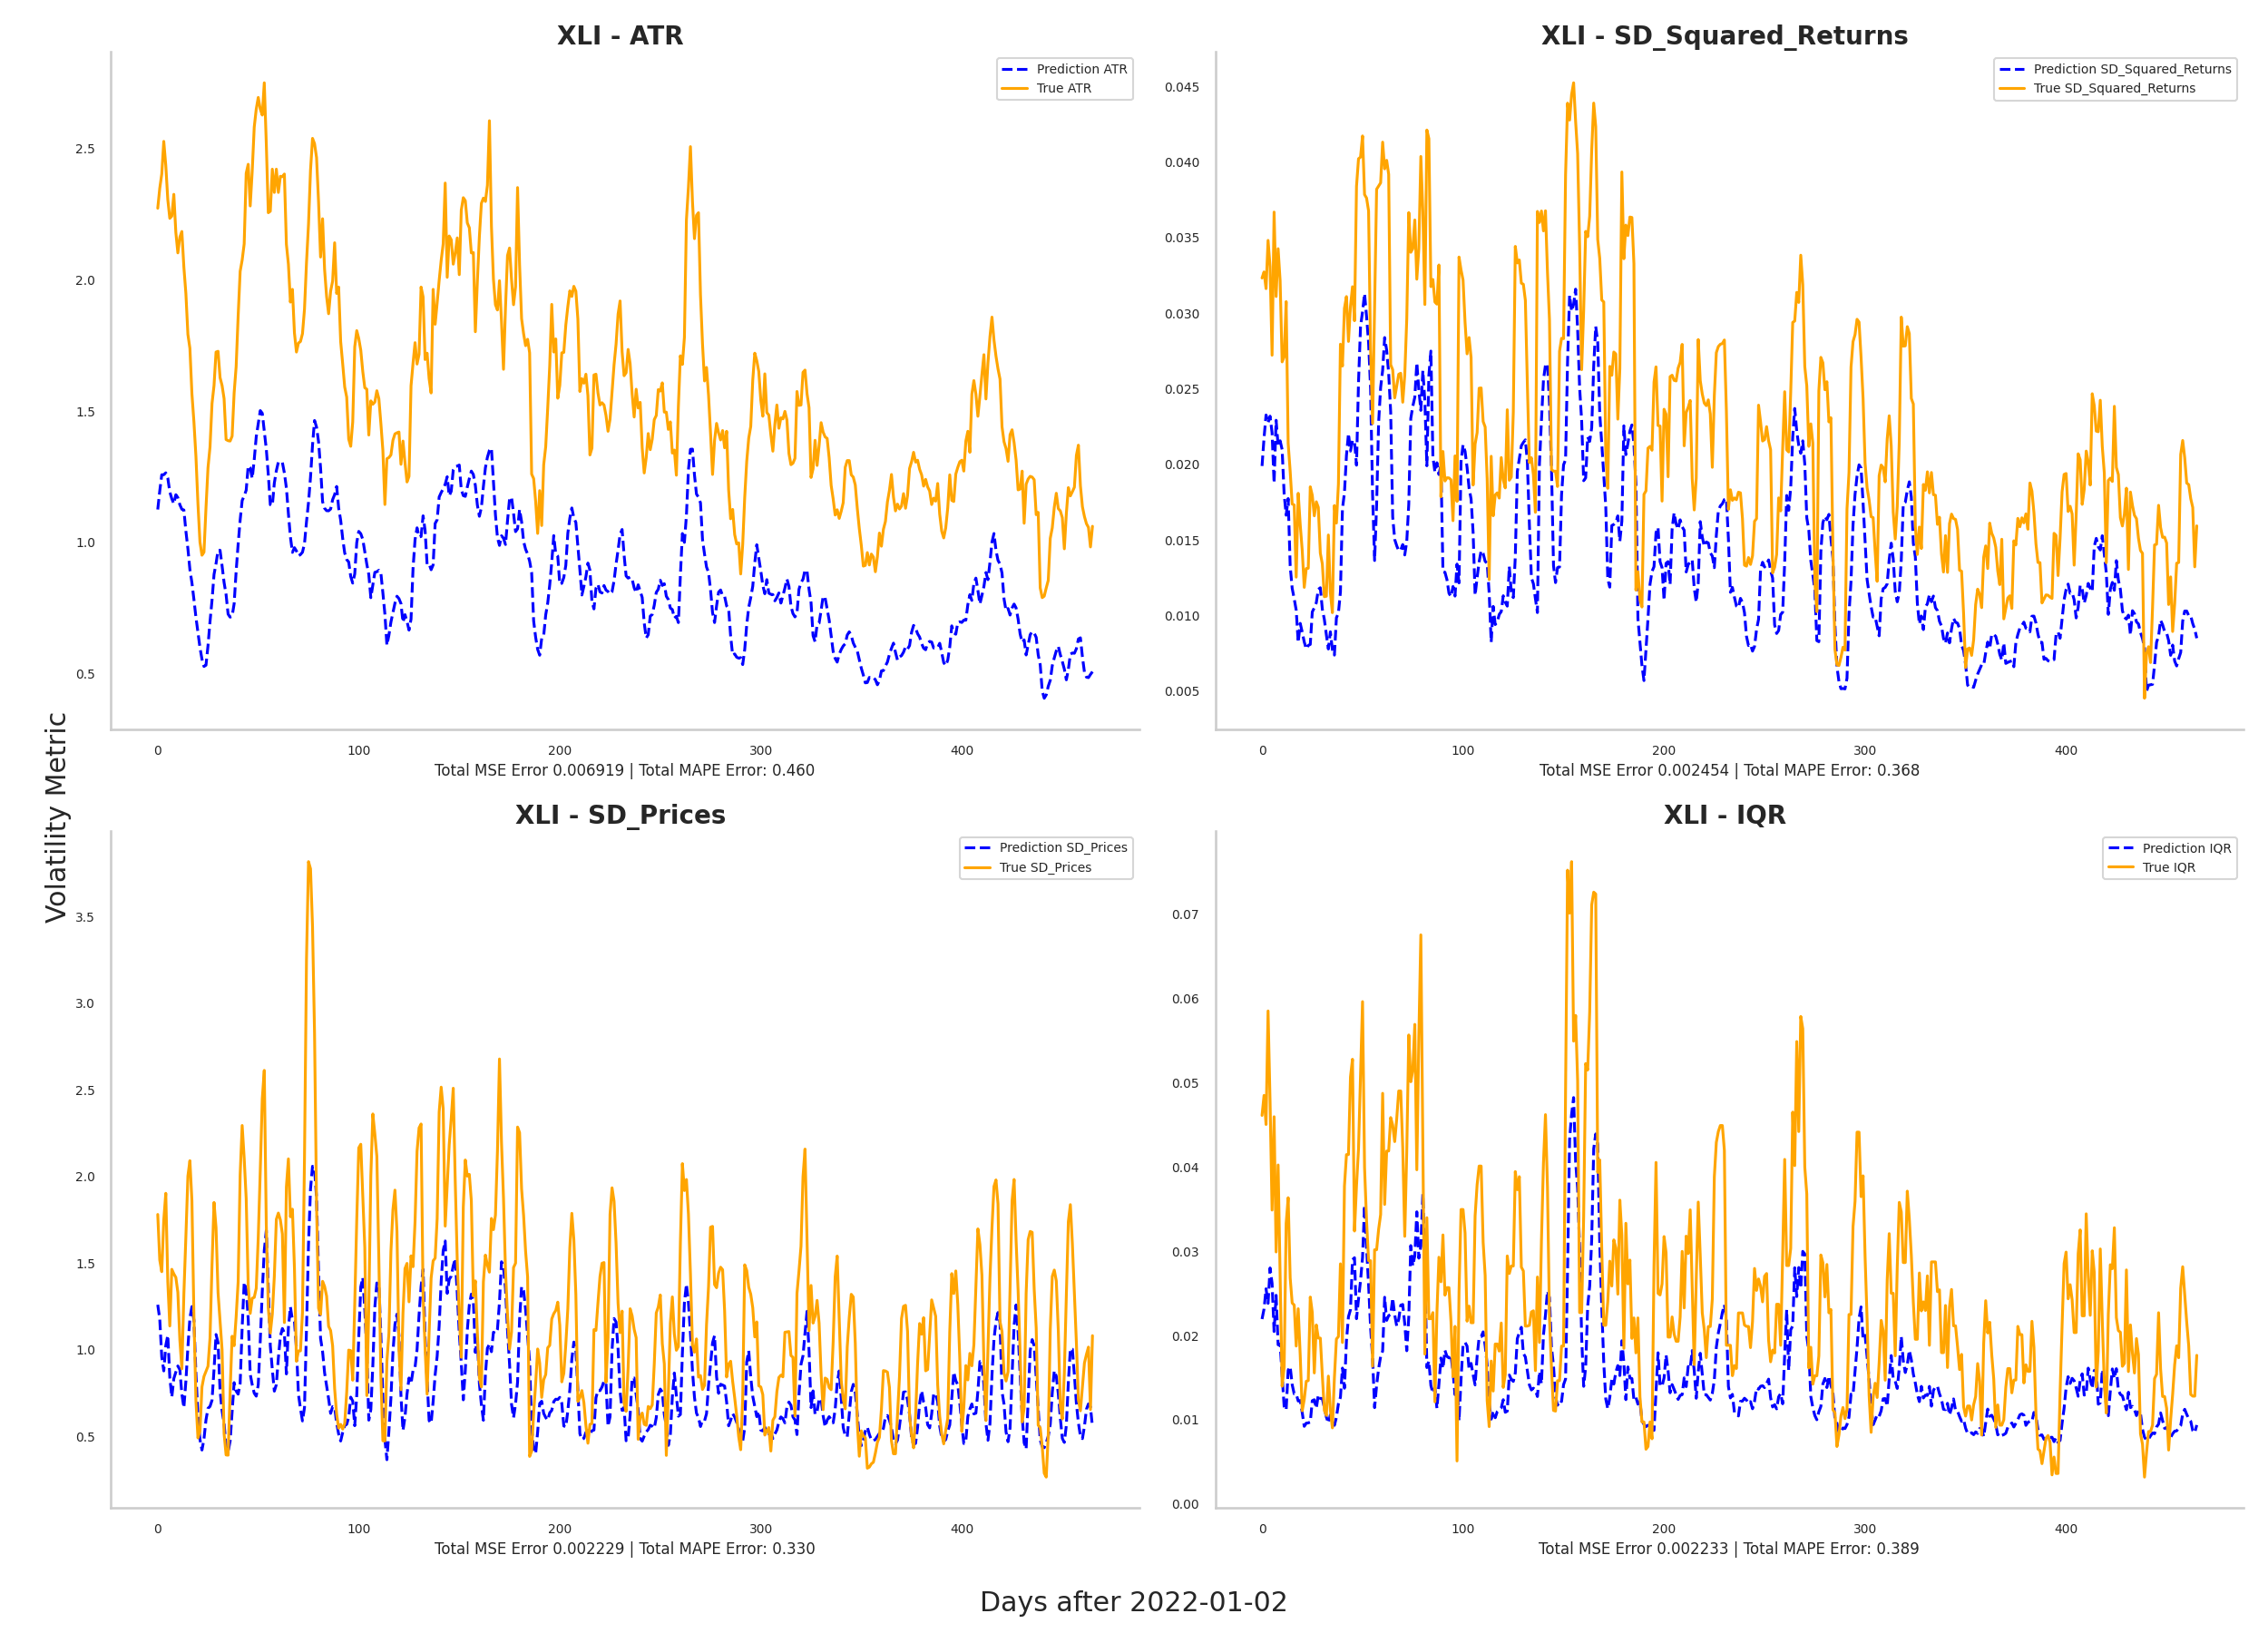 XLI - ATR
Prediction ATR
True ATR
2.5
2.0
1.5
1.0
0.5
0 100 200 300 400
Total MSE Error 0.006919 | Total MAPE Error: 0.460
XLI - SD_Squared_Returns
Prediction SD_Squared_Returns
True SD_Squared_Returns
0.045
0.040
0.035
0.030
0.025
0.020
0.015
0.010
0.005
0 100 200 300 400
Total MSE Error 0.002454 | Total MAPE Error: 0.368
Volatility Metric
XLI - SD_Prices
Prediction SD_Prices
True SD_Prices
3.5
3.0
2.5
2.0
1.5
1.0
0.5
0 100 200 300 400
Total MSE Error 0.002229 | Total MAPE Error: 0.330
XLI - IQR
Prediction IQR
True IQR
0.07
0.06
0.05
0.04
0.03
0.02
0.01
0.00
0 100 200 300 400
Total MSE Error 0.002233 | Total MAPE Error: 0.389
Days after 2022-01-02